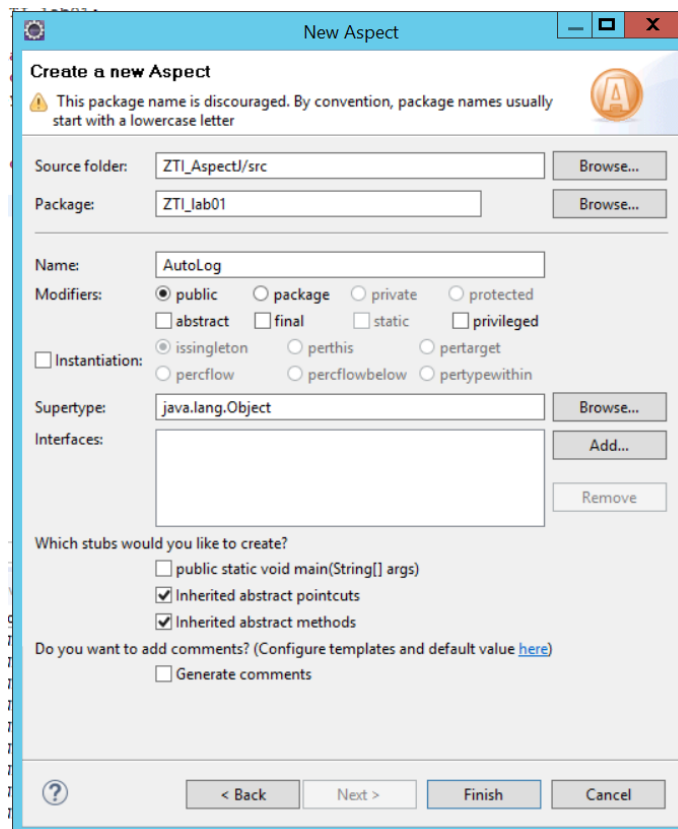 New Aspect
Create a new Aspect
This package name is discouraged. By convention, package names usually
start with a lowercase letter
Source folder: ZTI_AspectJ/src Browse...
Package: ZTI_lab01 Browse...
Name: AutoLog
Modifiers: public package private protected
abstract final static privileged
Instantiation: issingleton perthis pertarget
percflow percflowbelow pertypewithin
Supertype: java.lang.Object Browse...
Interfaces: Add...
Remove
Which stubs would you like to create?
public static void main(String[] args)
Inherited abstract pointcuts
Inherited abstract methods
Do you want to add comments? (Configure templates and default value here)
Generate comments
? < Back Next > Finish Cancel